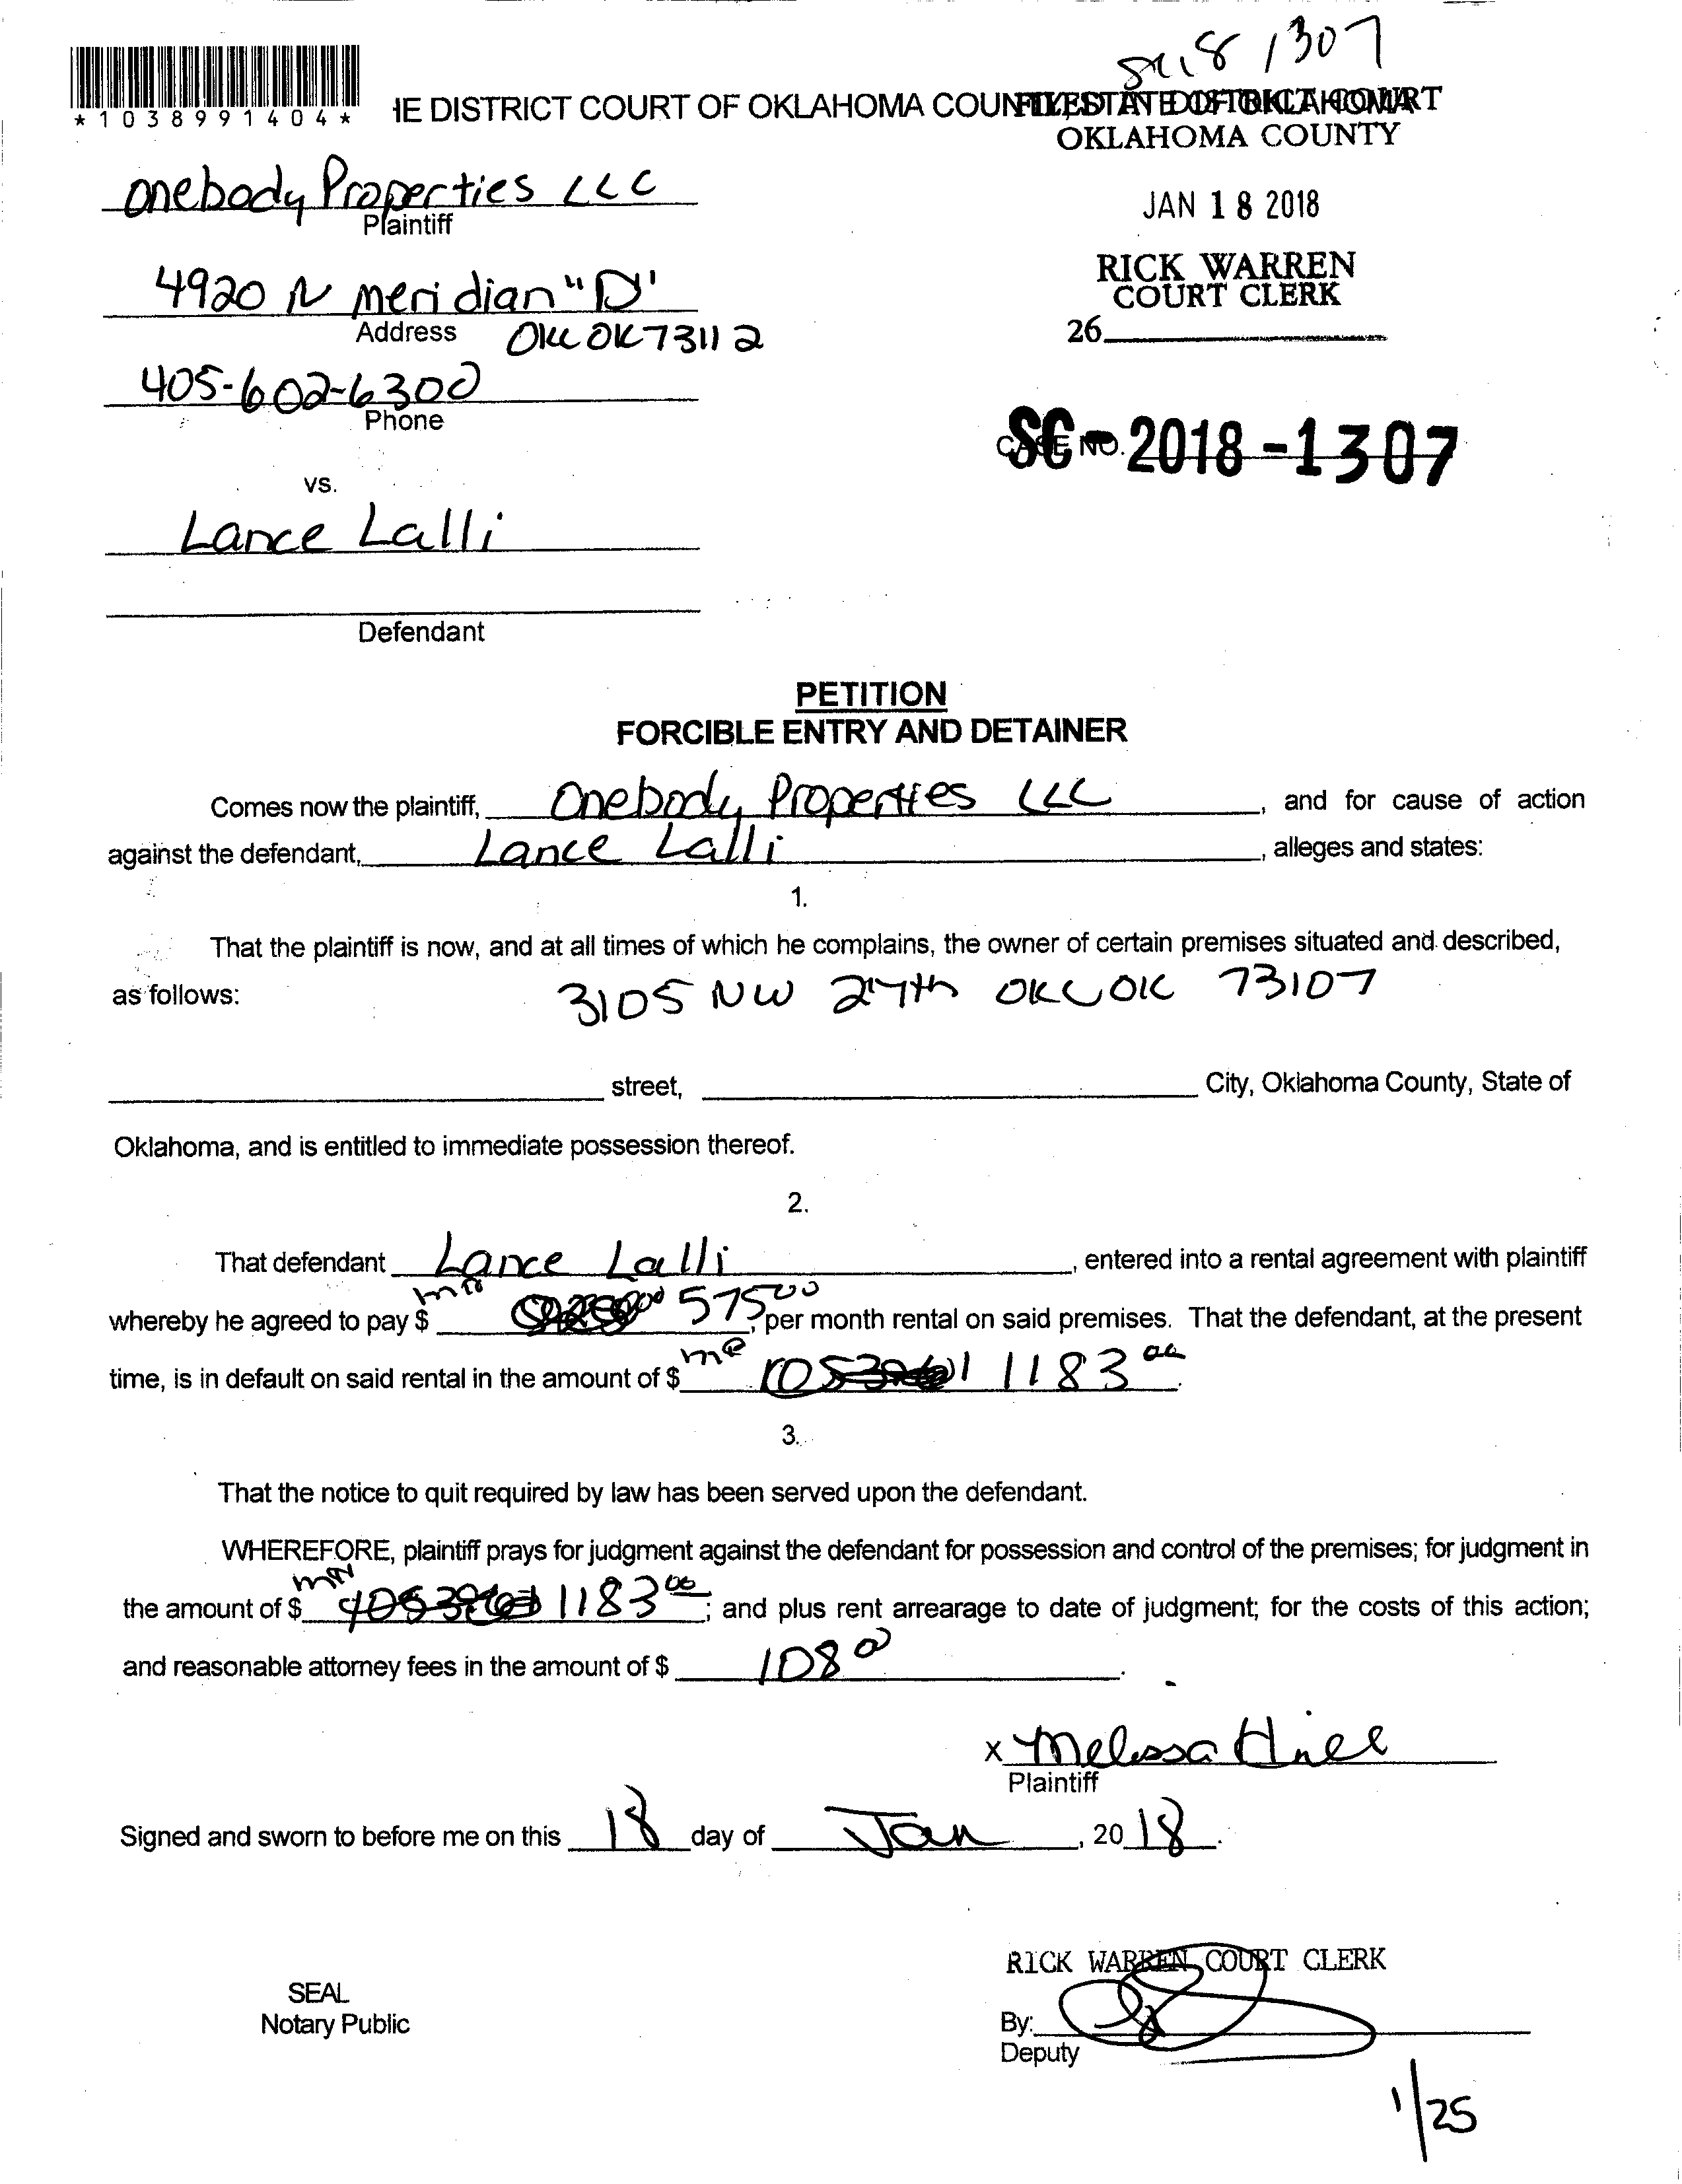 SC18 1307
*1038991404*
IE DISTRICT COURT OF OKLAHOMA COUNTY, STATE OF OKLAHOMA
FILED IN DISTRICT COURT
OKLAHOMA COUNTY
onebody Properties LLC
Plaintiff
JAN 18 2018
4920 N Meridian "D"
Address OKC OK 73112
RICK WARREN
COURT CLERK
26
405-602-6300
Phone
CASE NO. SC-2018-1307
vs.
Lance Lalli
Defendant
PETITION
FORCIBLE ENTRY AND DETAINER
Comes now the plaintiff, Onebody Properties LLC, and for cause of action
against the defendant, Lance Lalli, alleges and states:
1.
That the plaintiff is now, and at all times of which he complains, the owner of certain premises situated and described,
as follows: 3105 NW 27th OKC OK 73107
street, City, Oklahoma County, State of
Oklahoma, and is entitled to immediate possession thereof.
2.
That defendant Lance Lalli, entered into a rental agreement with plaintiff
whereby he agreed to pay $ 575 00, per month rental on said premises. That the defendant, at the present
time, is in default on said rental in the amount of $ 1183 00.
3.
That the notice to quit required by law has been served upon the defendant.
WHEREFORE, plaintiff prays for judgment against the defendant for possession and control of the premises; for judgment in
the amount of $ 1183 00; and plus rent arrearage to date of judgment; for the costs of this action;
and reasonable attorney fees in the amount of $ 108 0.
x Melissa Hill
Plaintiff
Signed and sworn to before me on this 18 day of Jan, 2018.
RICK WARREN COURT CLERK
SEAL
Notary Public
By:
Deputy
1/25